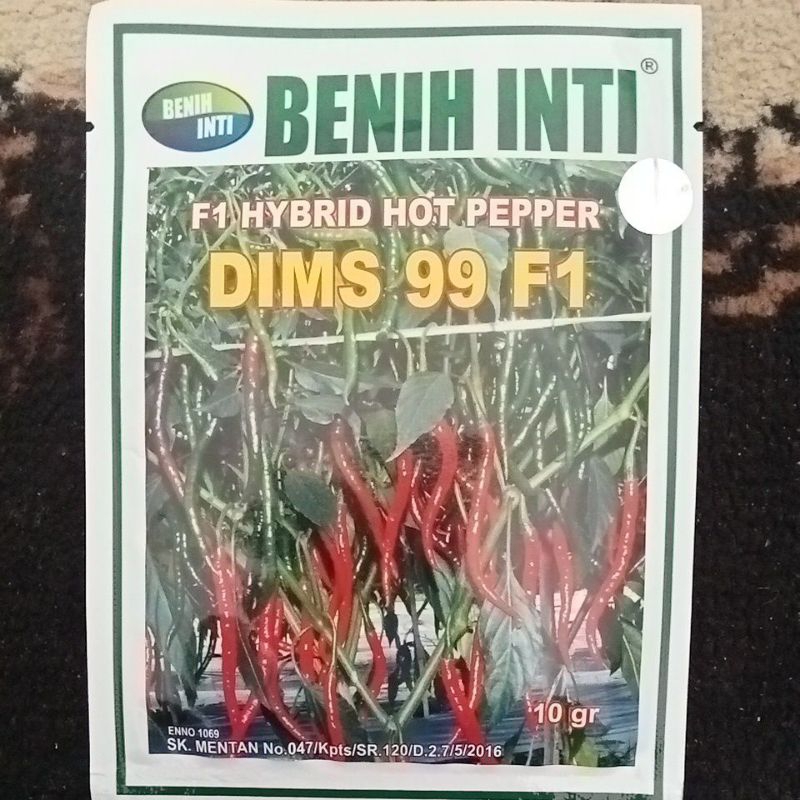 BENIH
INTI
BENIH INTI®
F1 HYBRID HOT PEPPER
DIMS 99 F1
10 gr
ENNO 1069
SK. MENTAN No.047/Kpts/SR.120/D.2.7/5/2016